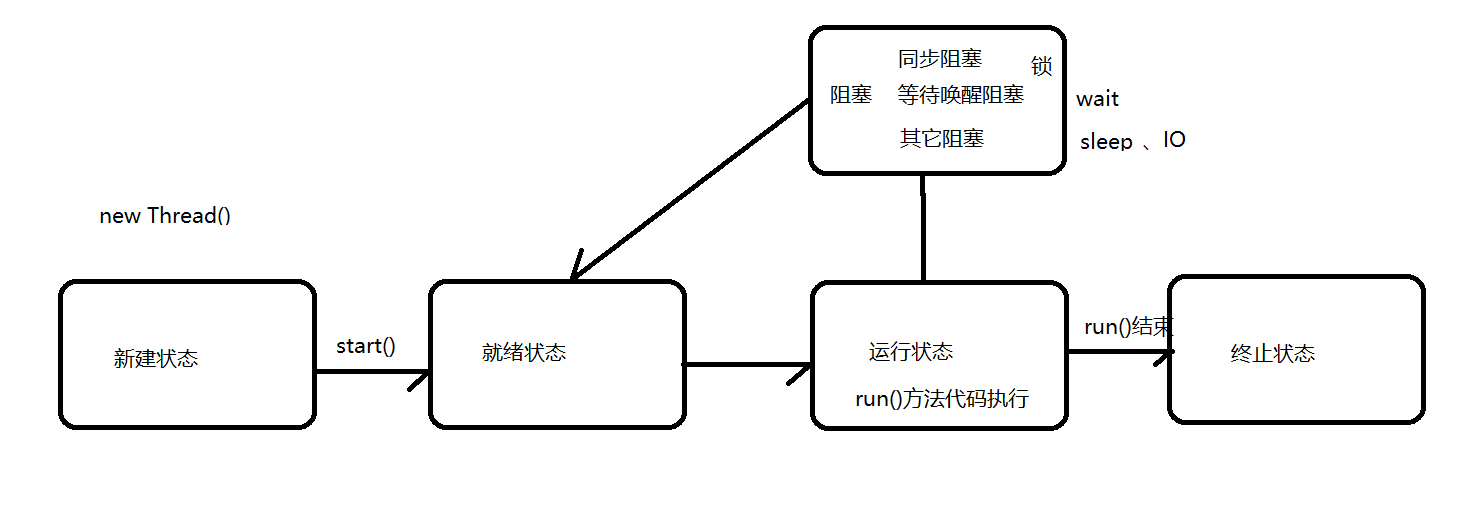 同步阻塞
锁
阻塞 等待唤醒阻塞
wait
其它阻塞
sleep 、IO
new Thread()
新建状态
start()
就绪状态
运行状态
run()方法代码执行
run()结束
终止状态